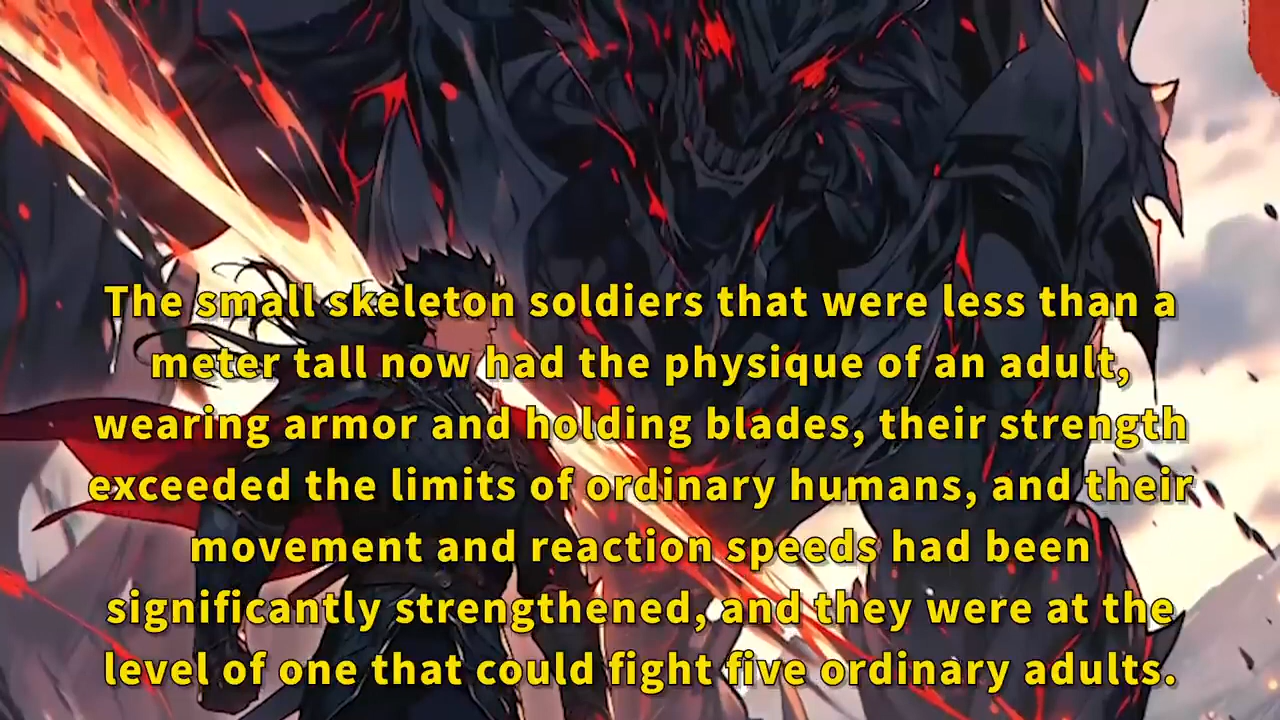 The small skeleton soldiers that were less than a
meter tall now had the physique of an adult,
wearing armor and holding blades, their strength
exceeded the limits of ordinary humans, and their
movement and reaction speeds had been
significantly strengthened, and they were at the
level of one that could fight five ordinary adults.